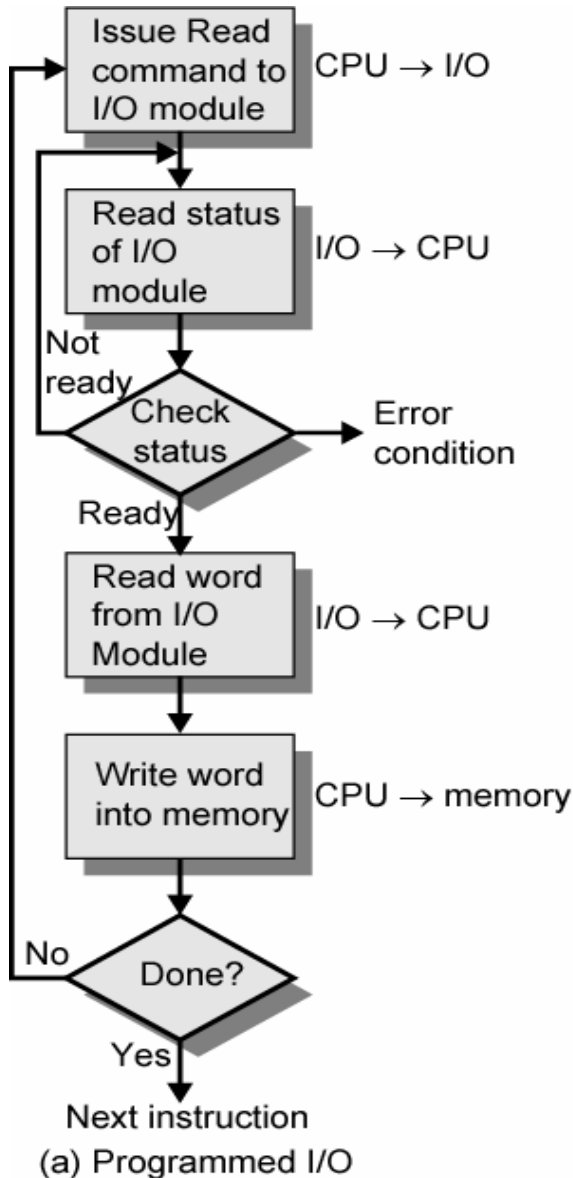 Issue Read
command to
I/O module
CPU → I/O
Read status
of I/O
module
I/O → CPU
Not
ready
Check
status
Error
condition
Ready
Read word
from I/O
Module
I/O → CPU
Write word
into memory
CPU → memory
No
Done?
Yes
Next instruction
(a) Programmed I/O